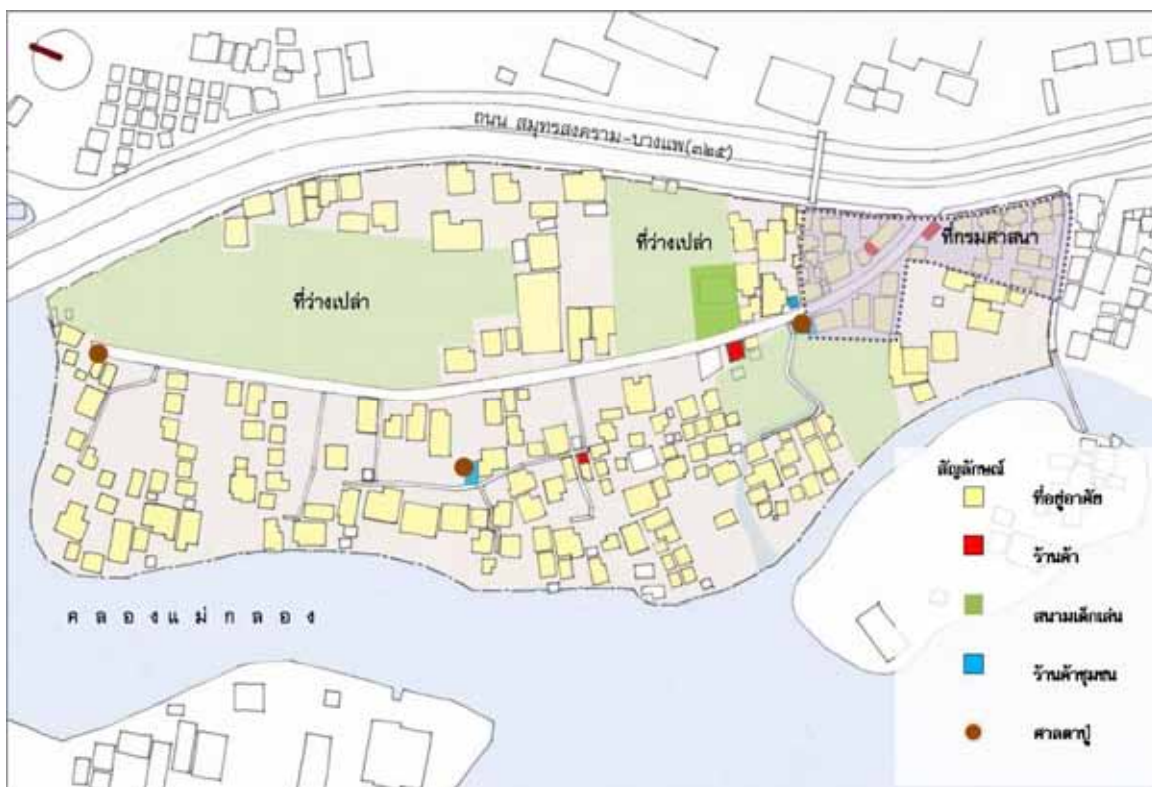 ถนน สมุทรสงคราม-บางแพ(๓๒๕)
ที่ว่างเปล่า
ที่กรมศาสนา
ที่ว่างเปล่า
คลองแม่กลอง
สัญลักษณ์
ที่อยู่อาศัย
ร้านค้า
สนามเด็กเล่น
ร้านค้าชุมชน
ศาลตาปู่